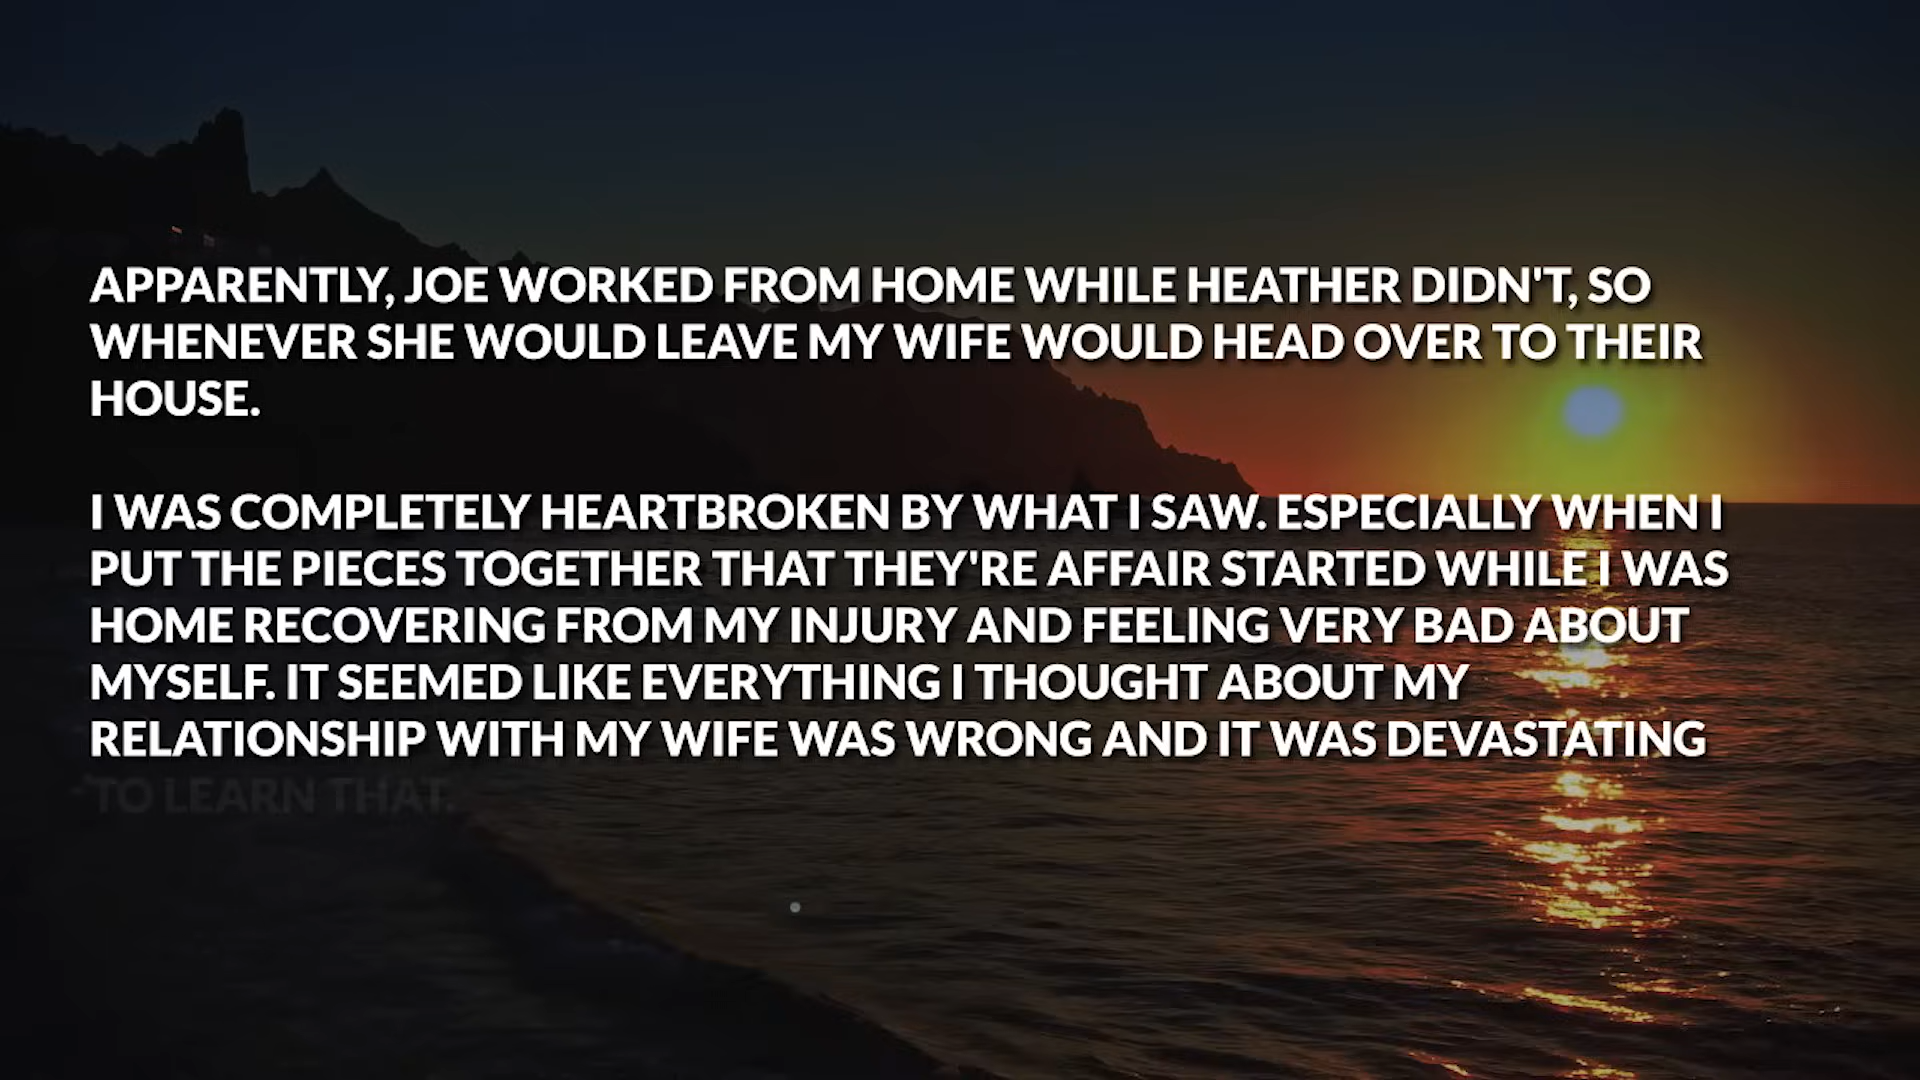 APPARENTLY, JOE WORKED FROM HOME WHILE HEATHER DIDN'T, SO
WHENEVER SHE WOULD LEAVE MY WIFE WOULD HEAD OVER TO THEIR
HOUSE.
I WAS COMPLETELY HEARTBROKEN BY WHAT I SAW. ESPECIALLY WHEN I
PUT THE PIECES TOGETHER THAT THEY'RE AFFAIR STARTED WHILE I WAS
HOME RECOVERING FROM MY INJURY AND FEELING VERY BAD ABOUT
MYSELF. IT SEEMED LIKE EVERYTHING I THOUGHT ABOUT MY
RELATIONSHIP WITH MY WIFE WAS WRONG AND IT WAS DEVASTATING
TO LEARN THAT.